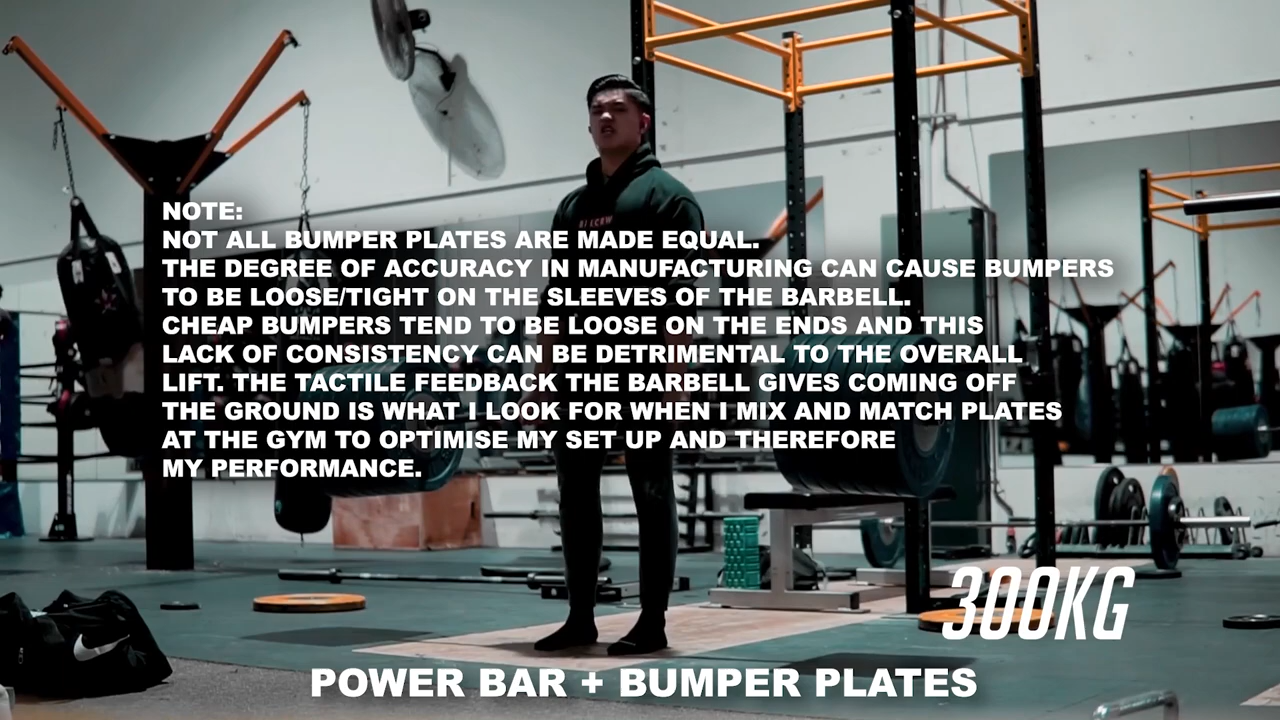 NOTE:
NOT ALL BUMPER PLATES ARE MADE EQUAL.
THE DEGREE OF ACCURACY IN MANUFACTURING CAN CAUSE BUMPERS
TO BE LOOSE/TIGHT ON THE SLEEVES OF THE BARBELL.
CHEAP BUMPERS TEND TO BE LOOSE ON THE ENDS AND THIS
LACK OF CONSISTENCY CAN BE DETRIMENTAL TO THE OVERALL
LIFT. THE TACTILE FEEDBACK THE BARBELL GIVES COMING OFF
THE GROUND IS WHAT I LOOK FOR WHEN I MIX AND MATCH PLATES
AT THE GYM TO OPTIMISE MY SET UP AND THEREFORE
MY PERFORMANCE.
300KG
POWER BAR + BUMPER PLATES